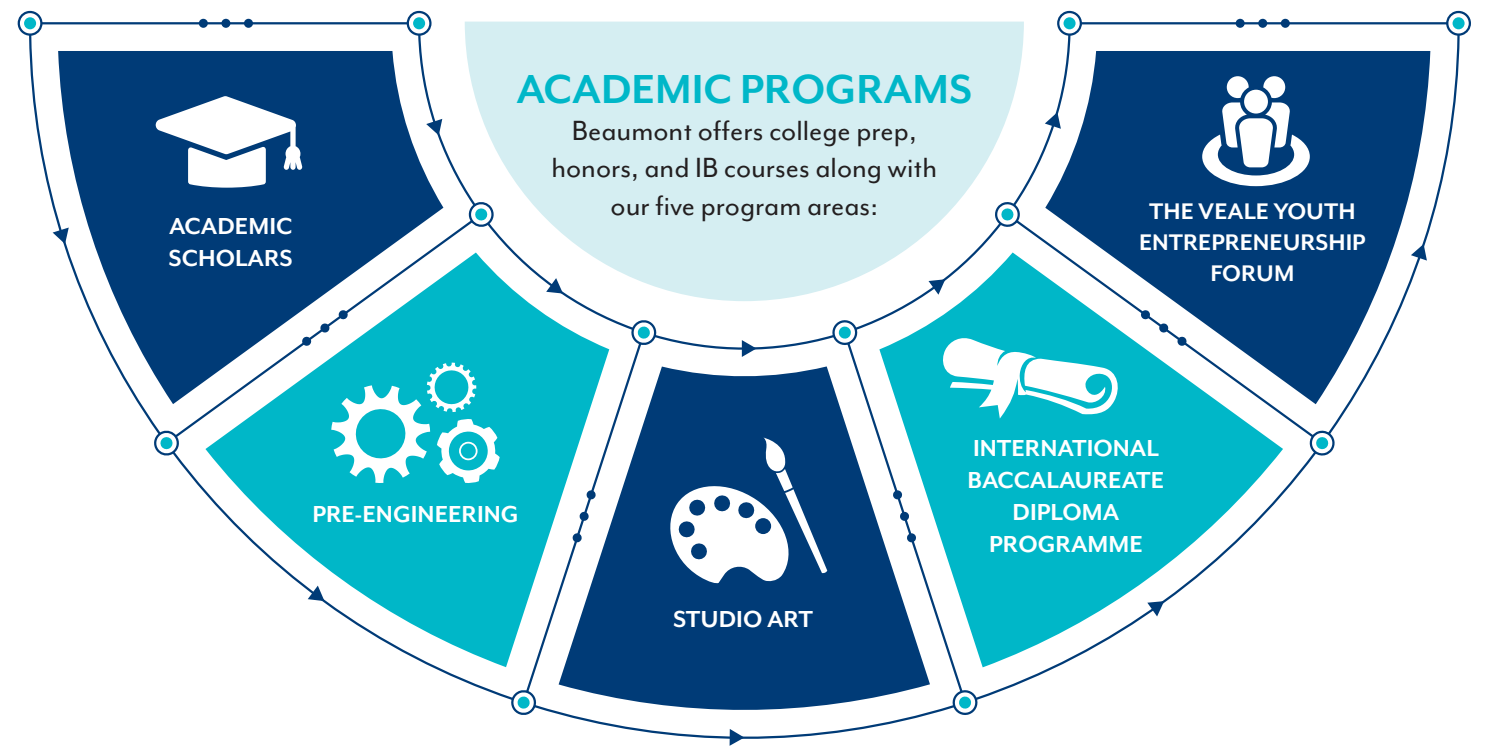 ACADEMIC PROGRAMS
Beaumont offers college prep,
honors, and IB courses along with
our five program areas:
ACADEMIC
SCHOLARS
PRE-ENGINEERING
STUDIO ART
INTERNATIONAL
BACCALAUREATE
DIPLOMA
PROGRAMME
THE VEALE YOUTH
ENTREPRENEURSHIP
FORUM